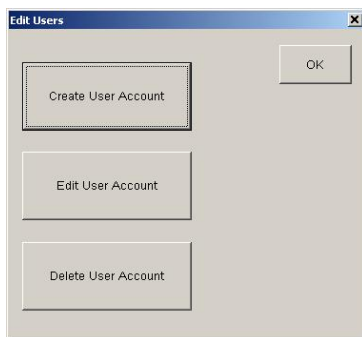 Edit Users
OK
Create User Account
Edit User Account
Delete User Account